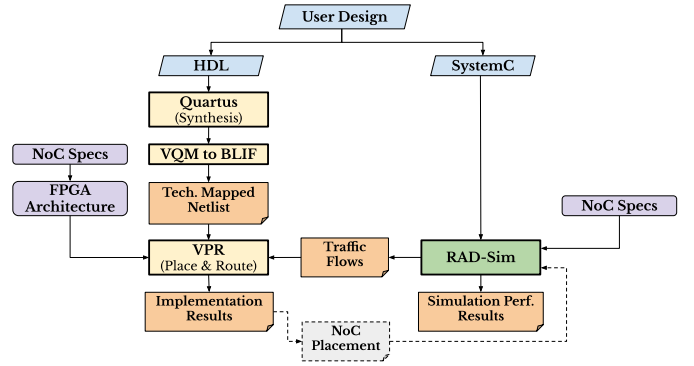 User Design
HDL
SystemC
Quartus
(Synthesis)
NoC Specs
VQM to BLIF
FPGA
Architecture
Tech. Mapped
Netlist
NoC Specs
VPR
(Place & Route)
Traffic
Flows
RAD-Sim
Implementation
Results
Simulation Perf.
Results
NoC
Placement